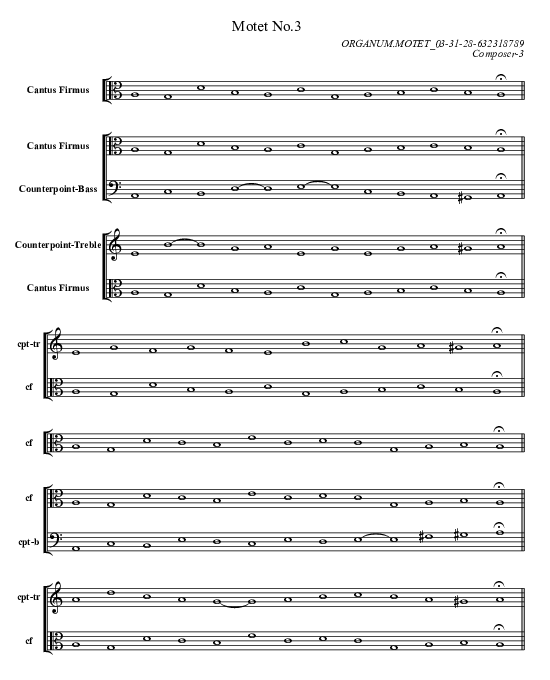 Motet No.3
ORGANUM.MOTET_03-31-28-632318789
Composer-3
Cantus Firmus
Cantus Firmus
Counterpoint-Bass
Counterpoint-Treble
Cantus Firmus
cpt-tr
cf
cf
cf
cpt-b
cpt-tr
cf